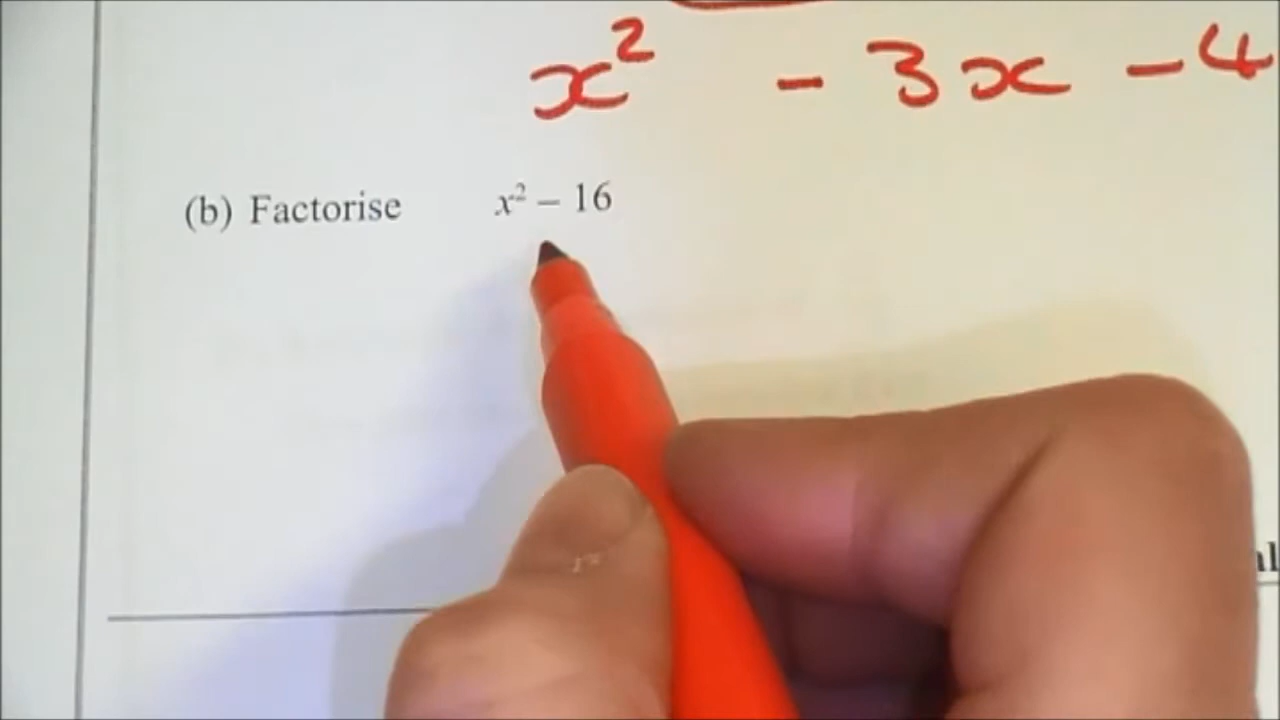 x² - 3x - 4
(b) Factorise x² – 16